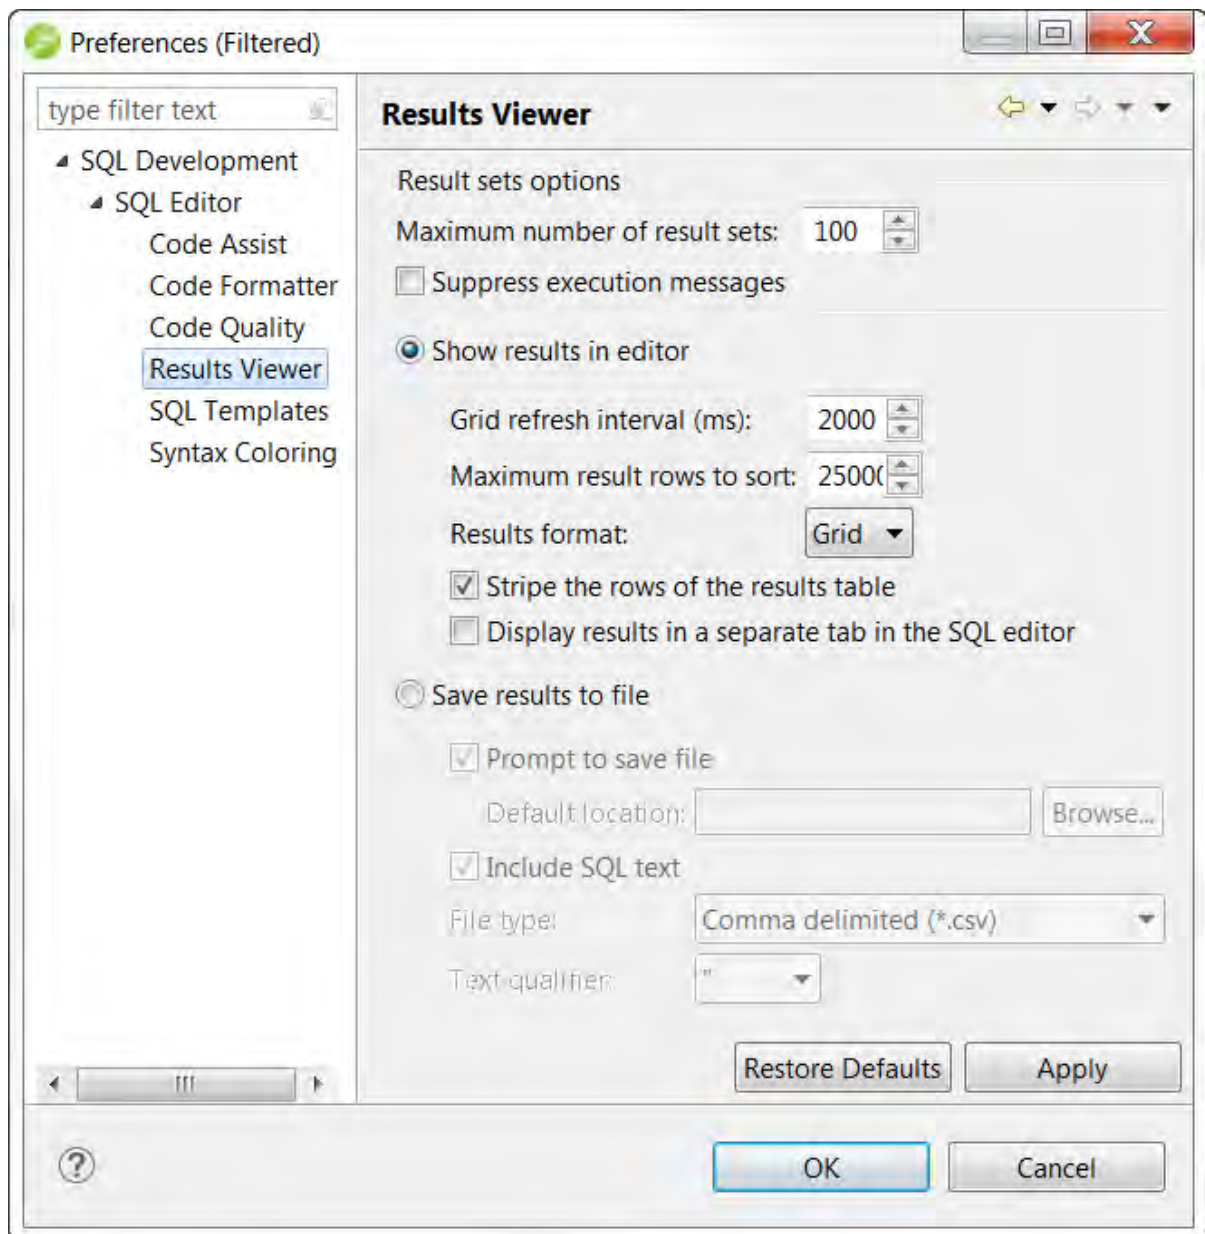 Preferences (Filtered)
type filter text
SQL Development
SQL Editor
Code Assist
Code Formatter
Code Quality
Results Viewer
SQL Templates
Syntax Coloring
Results Viewer
Result sets options
Maximum number of result sets: 100
Suppress execution messages
Show results in editor
Grid refresh interval (ms): 2000
Maximum result rows to sort: 25000
Results format: Grid
Stripe the rows of the results table
Display results in a separate tab in the SQL editor
Save results to file
Prompt to save file
Default location: Browse...
Include SQL text
File type: Comma delimited (*.csv)
Text qualifier: "
Restore Defaults Apply
? OK Cancel